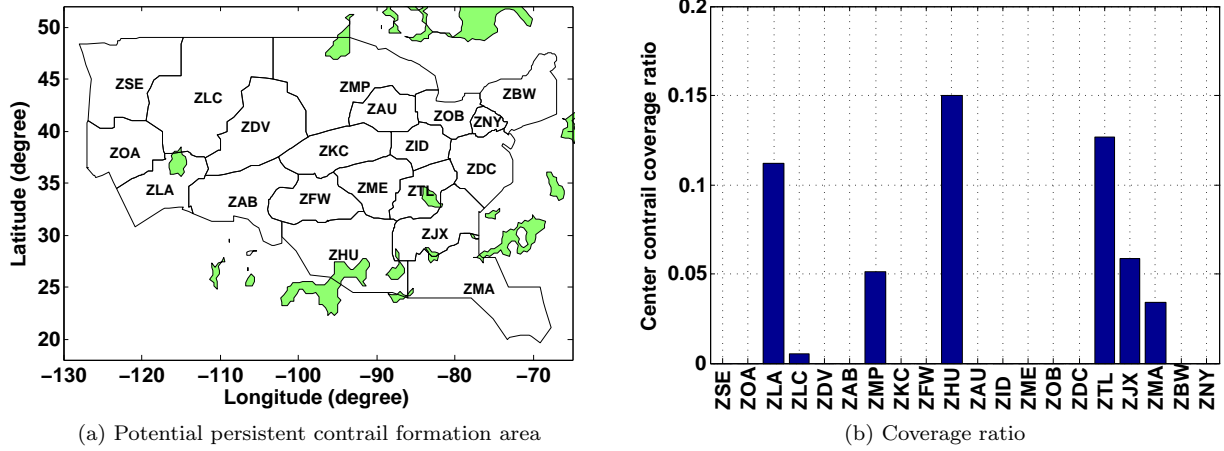 50
45
40
35
30
25
20
Latitude (degree)
−130
−120
−110
−100
−90
−80
−70
Longitude (degree)
ZSE
ZLC
ZMP
ZBW
ZAU
ZOB
ZNY
ZDV
ZOA
ZKC
ZID
ZDC
ZLA
ZME
ZTL
ZAB
ZFW
ZJX
ZHU
ZMA
(a) Potential persistent contrail formation area
0.2
0.15
0.1
0.05
0
Center contrail coverage ratio
ZSE
ZOA
ZLA
ZLC
ZDV
ZAB
ZMP
ZKC
ZFW
ZHU
ZAU
ZID
ZME
ZOB
ZDC
ZTL
ZJX
ZMA
ZBW
ZNY
(b) Coverage ratio